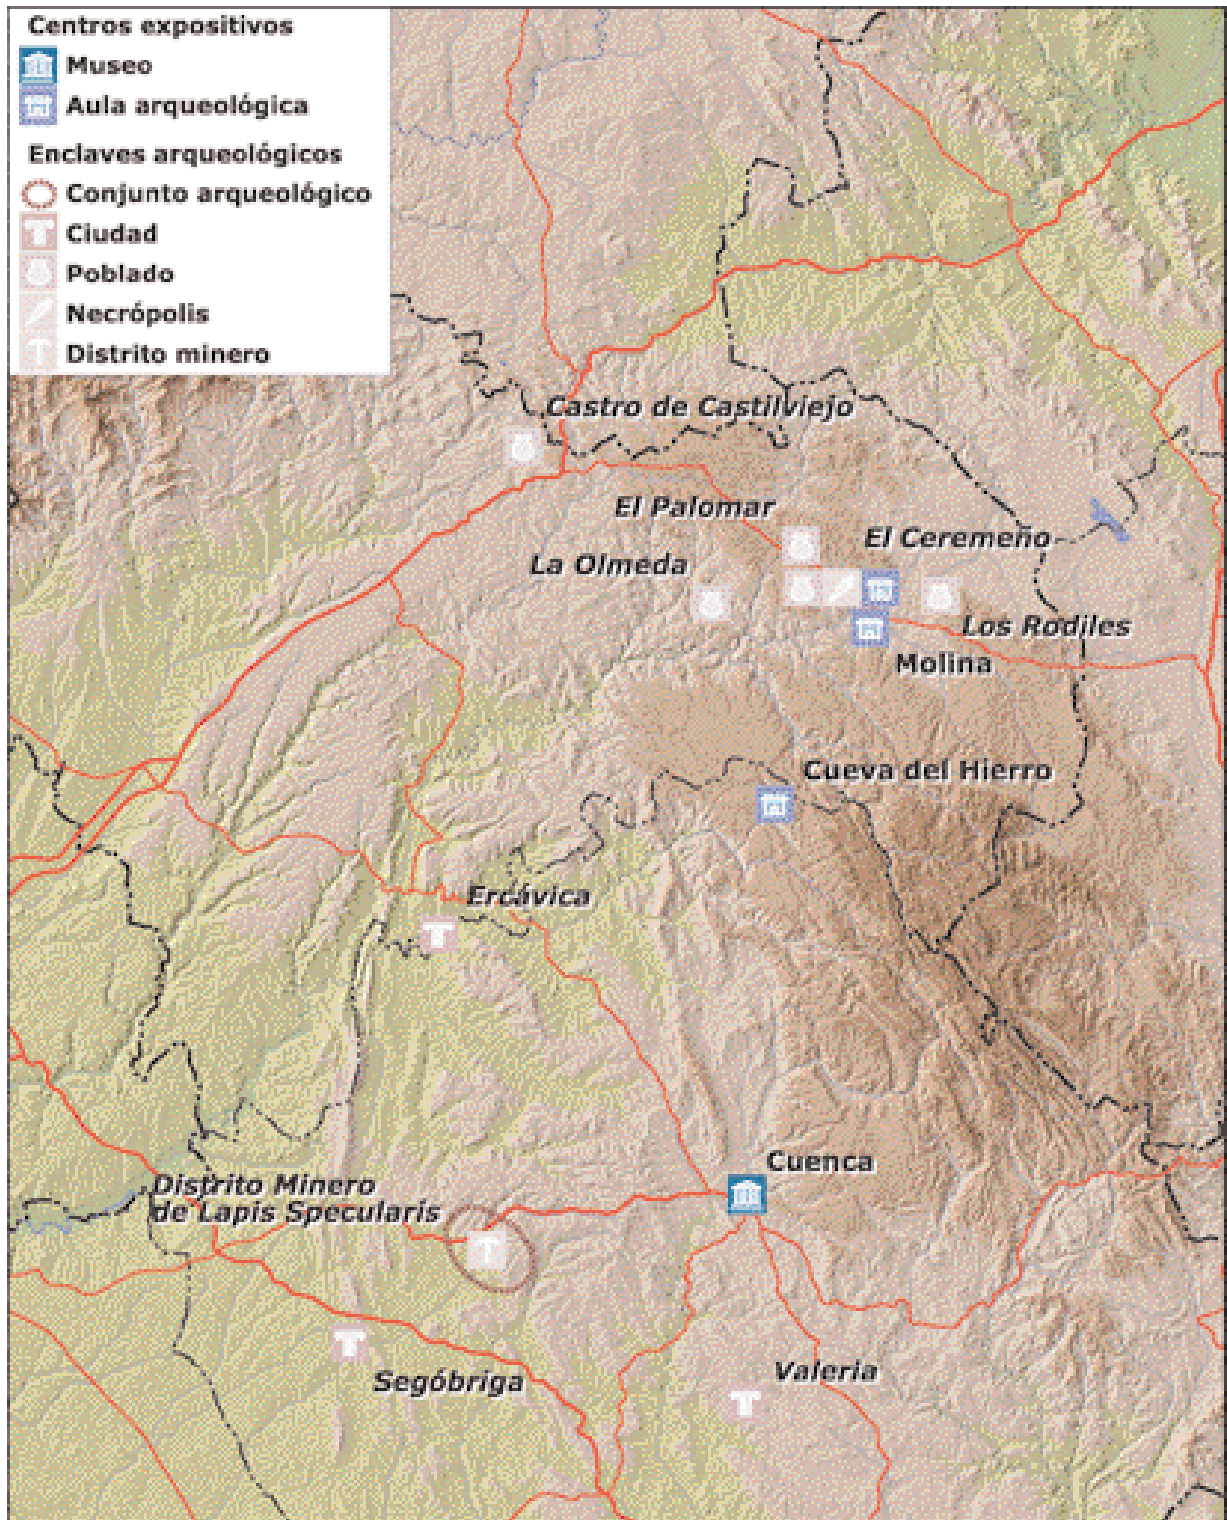 Centros expositivos
Museo
Aula arqueológica
Enclaves arqueológicos
Conjunto arqueológico
Ciudad
Poblado
Necrópolis
Distrito minero
Castro de Castilviejo
El Palomar
El Ceremeño
La Olmeda
Los Rodiles
Molina
Cueva del Hierro
Ercávica
Cuenca
Distrito Minero
de Lapis Specularis
Segóbriga
Valeria